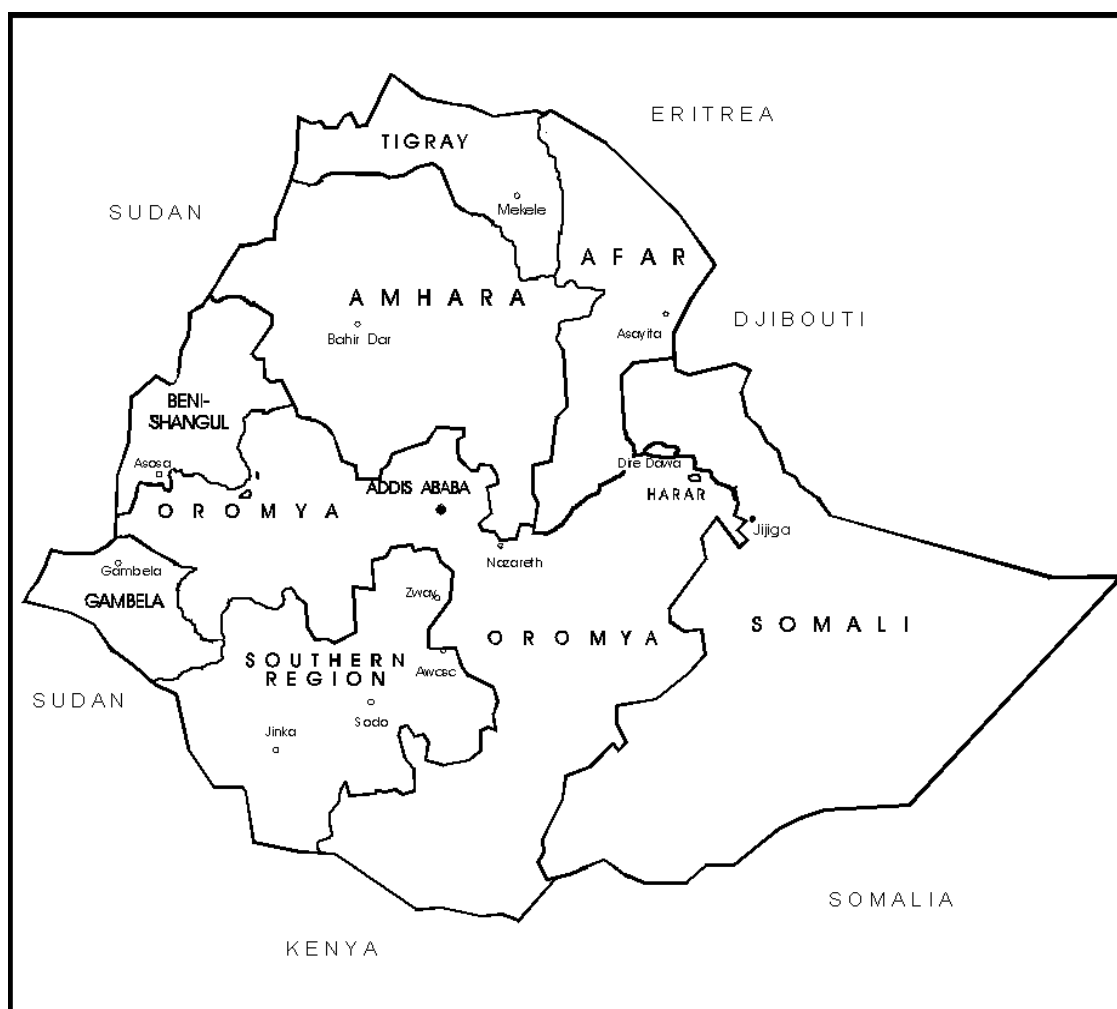 ERITREA
TIGRAY
Mekele
SUDAN
AFAR
AMHARA
Asayita
DJIBOUTI
Bahir Dar
BENI-
SHANGUL
Asosa
Dire Dawa
ADDIS ABABA
HARAR
OROMYA
Jijiga
Nazareth
Gambela
GAMBELA
Zway
SOMALI
OROMYA
SOUTHERN
REGION
Awasa
SUDAN
Sodo
Jinka
SOMALIA
KENYA